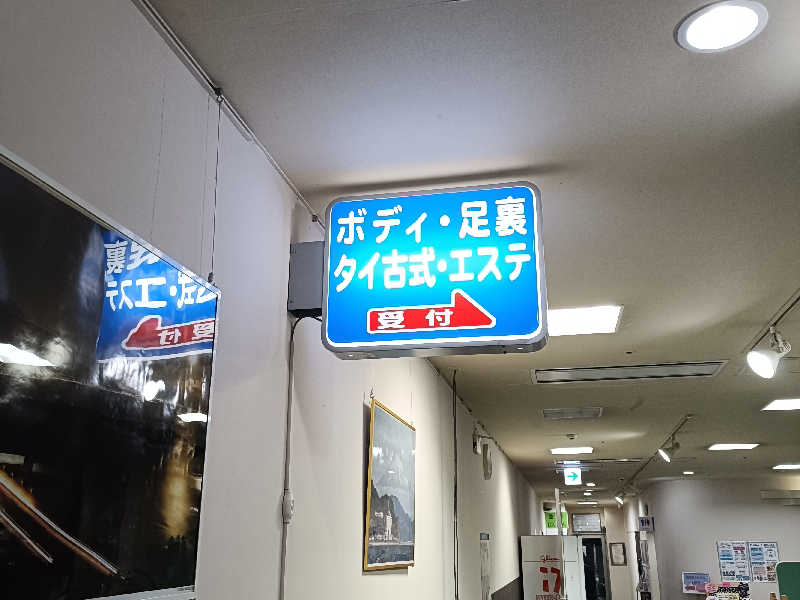 ボディ・足裏
タイ古式・エステ
受付